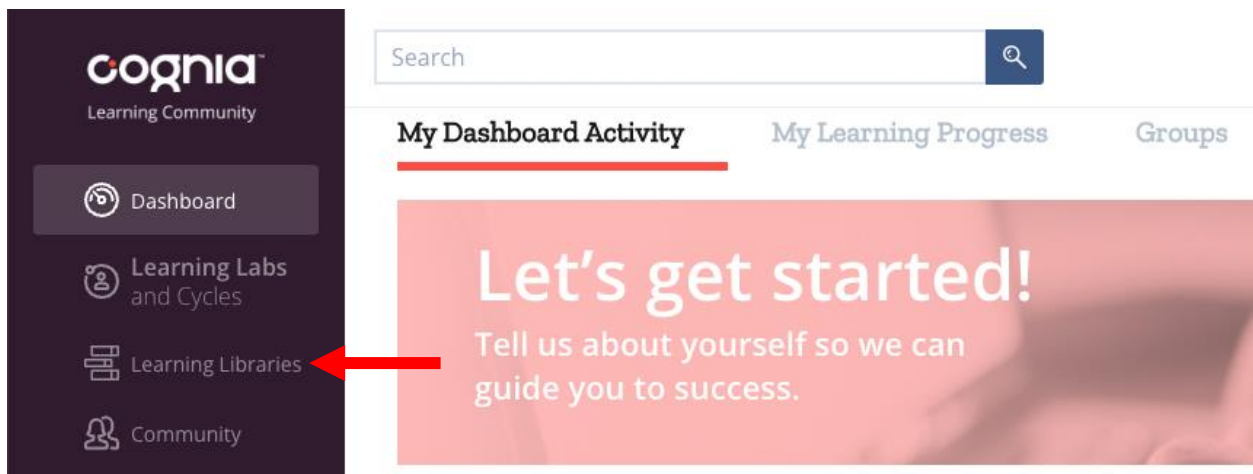 cognia™
Learning Community
Dashboard
Learning Labs
and Cycles
Learning Libraries
Community
Search
My Dashboard Activity My Learning Progress Groups
Let's get started!
Tell us about yourself so we can
guide you to success.